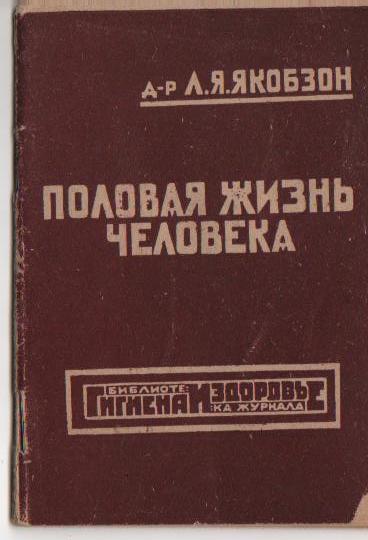 Д-Р Л.Я.ЯКОБЗОН
ПОЛОВАЯ ЖИЗНЬ
ЧЕЛОВЕКА
БИБЛИОТЕ-
ГИГИЕНА И ЗДОРОВЬЕ
КА ЖУРНАЛА